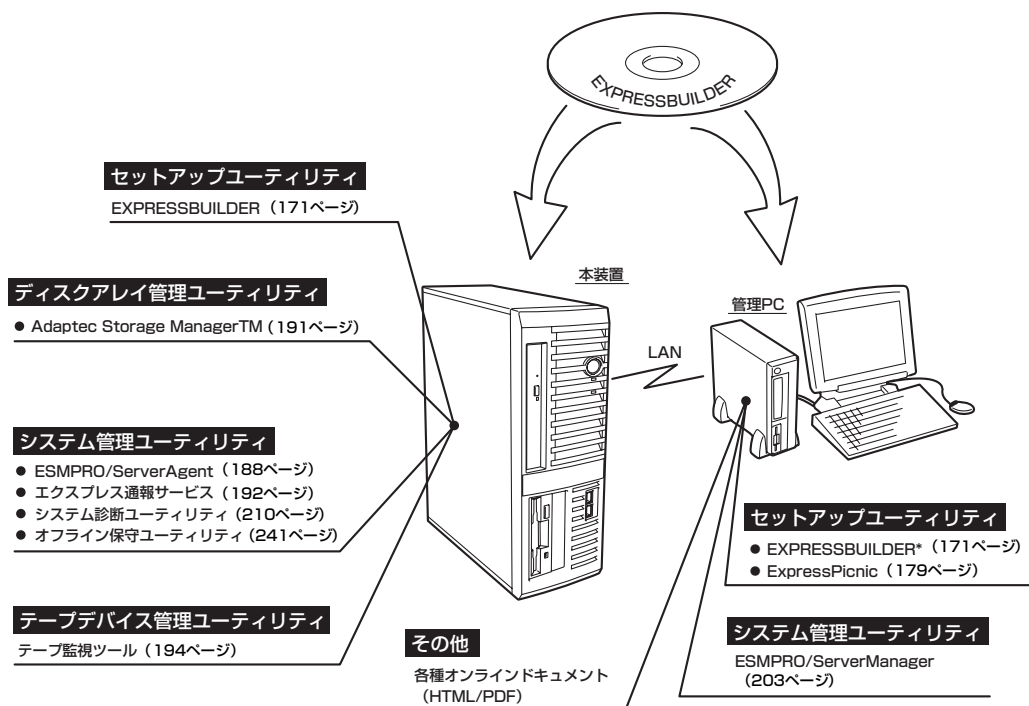 EXPRESSBUILDER
セットアップユーティリティ
EXPRESSBUILDER（171ページ）
ディスクアレイ管理ユーティリティ
● Adaptec Storage ManagerTM（191ページ）
システム管理ユーティリティ
● ESMPRO/ServerAgent（188ページ）
● エクスプレス通報サービス（192ページ）
● システム診断ユーティリティ（210ページ）
● オフライン保守ユーティリティ（241ページ）
テープデバイス管理ユーティリティ
テープ監視ツール（194ページ）
本装置
LAN
管理PC
セットアップユーティリティ
● EXPRESSBUILDER*（171ページ）
● ExpressPicnic（179ページ）
システム管理ユーティリティ
ESMPRO/ServerManager
（203ページ）
その他
各種オンラインドキュメント
（HTML/PDF）